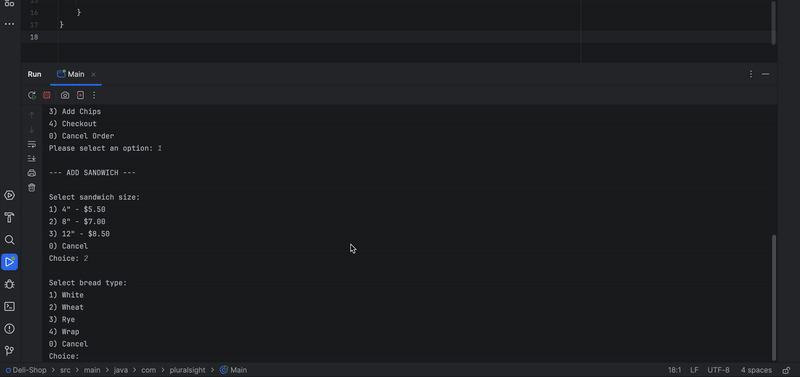 16 }
17 }
18
Run Main ×
3) Add Chips
4) Checkout
0) Cancel Order
Please select an option: 1
--- ADD SANDWICH ---
Select sandwich size:
1) 4" - $5.50
2) 8" - $7.00
3) 12" - $8.50
0) Cancel
Choice: 2
Select bread type:
1) White
2) Wheat
3) Rye
4) Wrap
0) Cancel
Choice:
Deli-Shop > src > main > java > com > pluralsight > Main 18:1 LF UTF-8 4 spaces